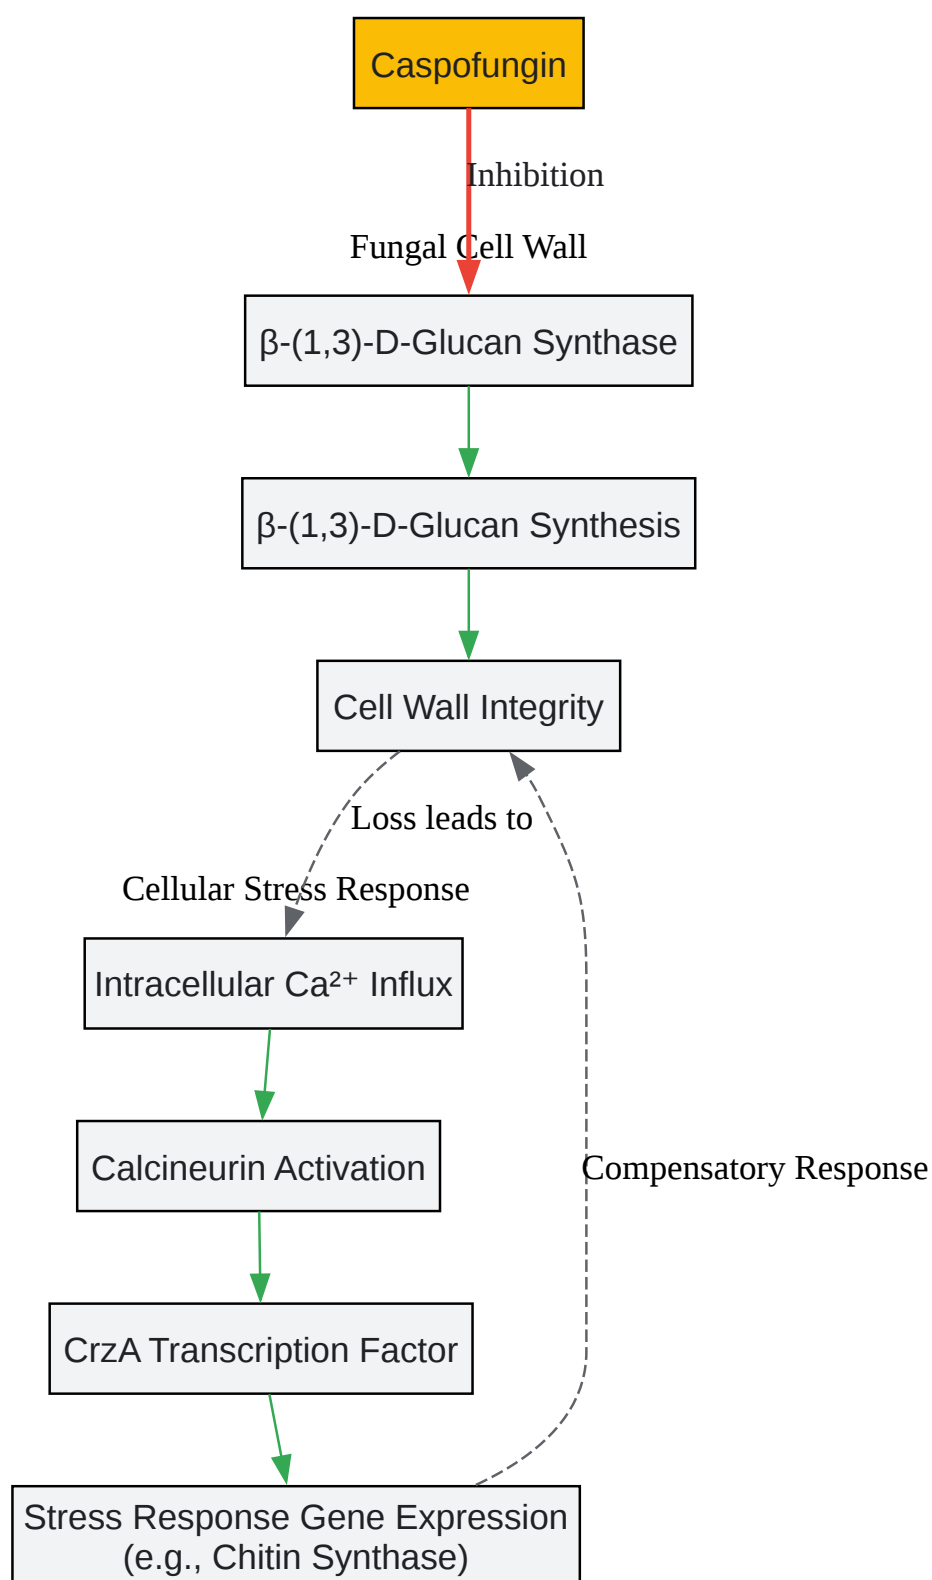 Caspofungin
Inhibition
Fungal Cell Wall
β-(1,3)-D-Glucan Synthase
β-(1,3)-D-Glucan Synthesis
Cell Wall Integrity
Loss leads to
Cellular Stress Response
Intracellular Ca²⁺ Influx
Calcineurin Activation
Compensatory Response
CrzA Transcription Factor
Stress Response Gene Expression
(e.g., Chitin Synthase)